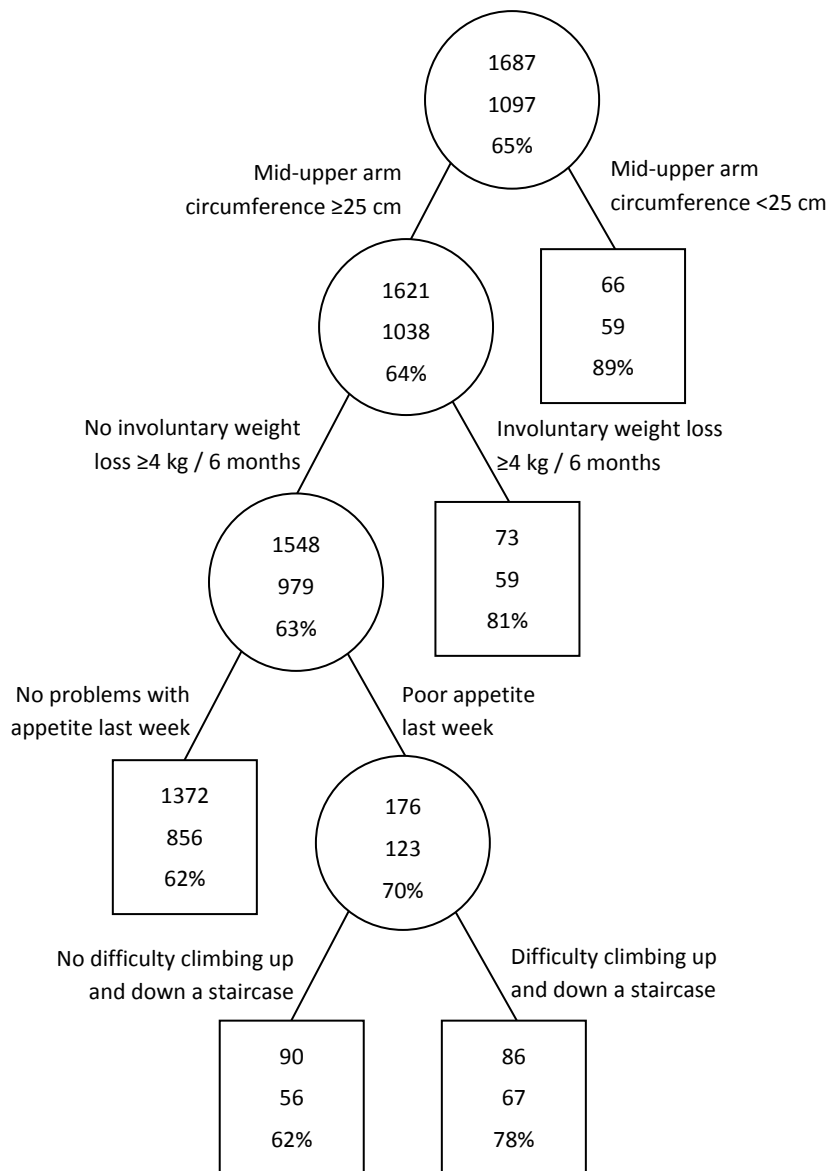 1687
1097
65%
Mid-upper arm
circumference ≥25 cm
Mid-upper arm
circumference <25 cm
1621
1038
64%
66
59
89%
No involuntary weight
loss ≥4 kg / 6 months
Involuntary weight loss
≥4 kg / 6 months
1548
979
63%
73
59
81%
No problems with
appetite last week
Poor appetite
last week
1372
856
62%
176
123
70%
No difficulty climbing up
and down a staircase
Difficulty climbing up
and down a staircase
90
56
62%
86
67
78%